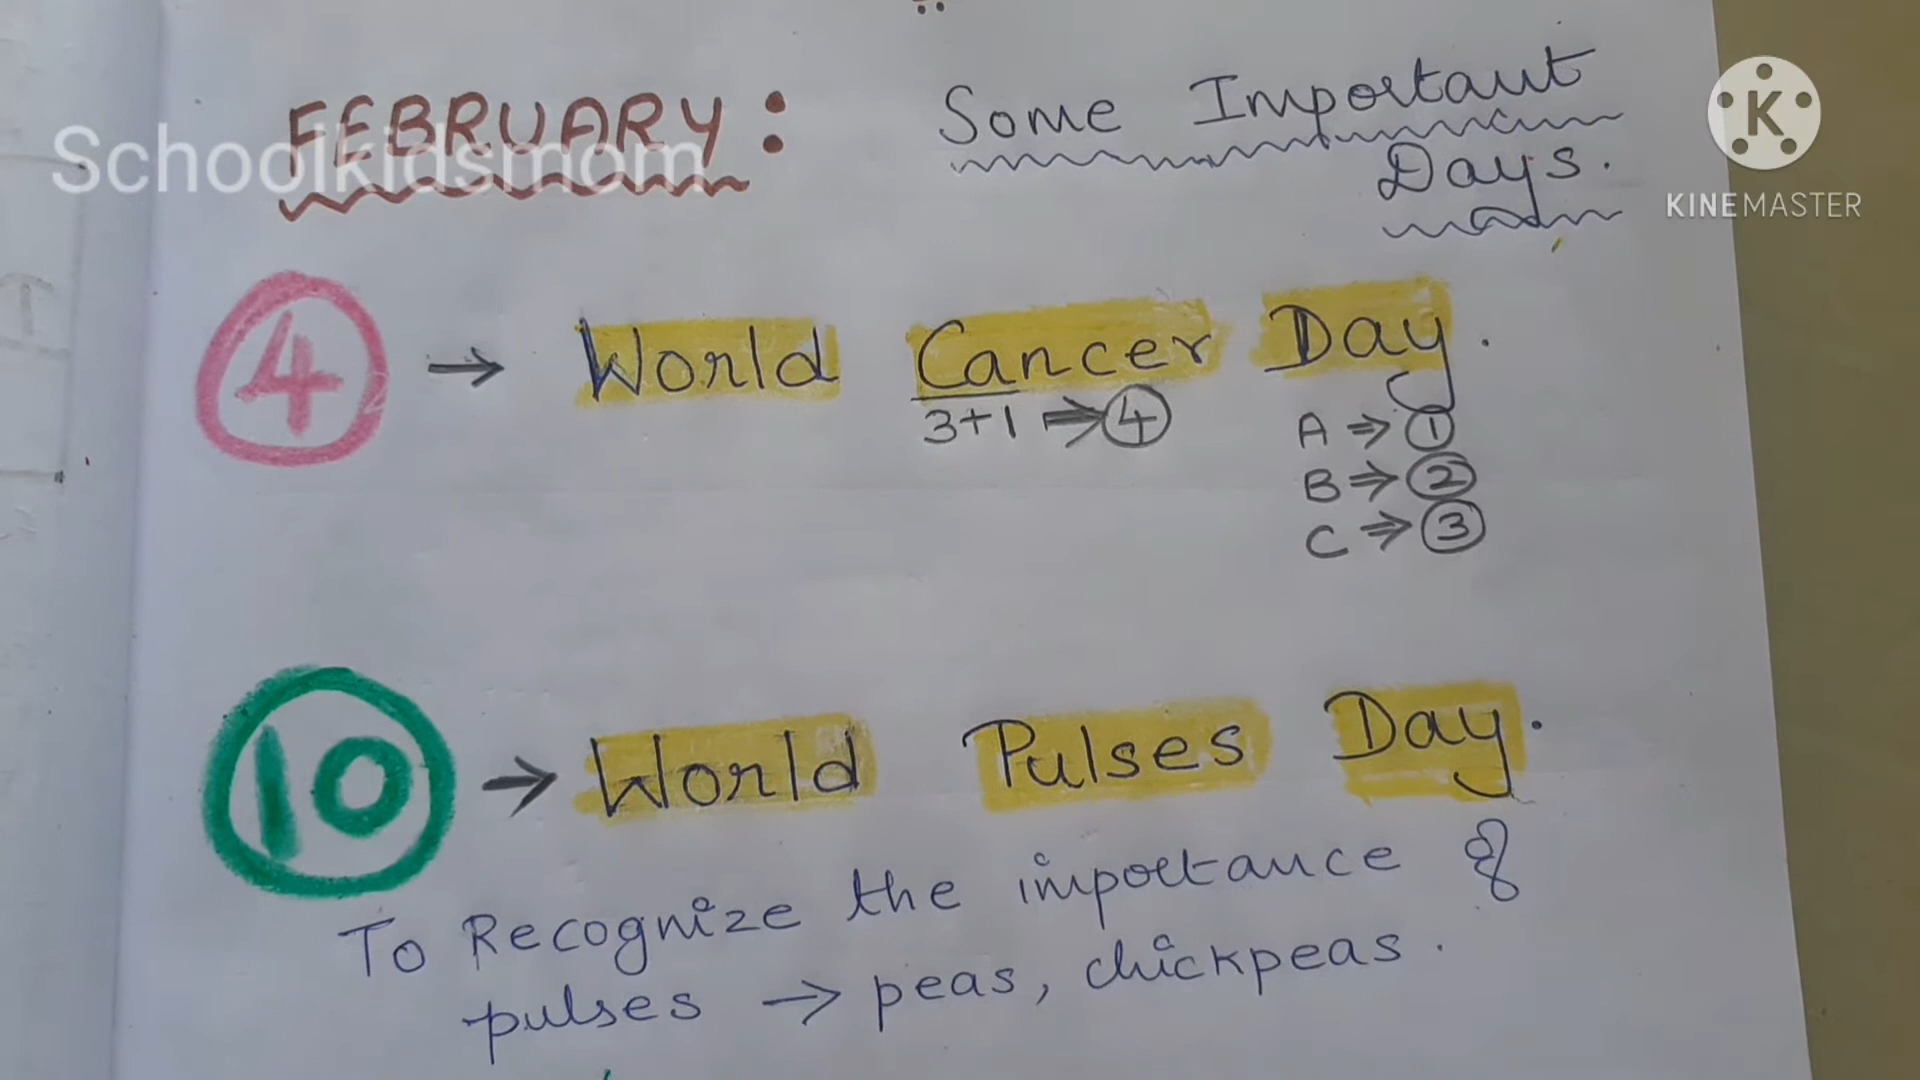 FEBRUARY : Some Important
Days.
Schoolkidsmom
K
KINEMASTER
4 → World Cancer Day.
3+1 ⇒ 4
A ⇒ 1
B ⇒ 2
C ⇒ 3
10 → World Pulses Day.
To Recognize the importance of
pulses → peas, chickpeas.